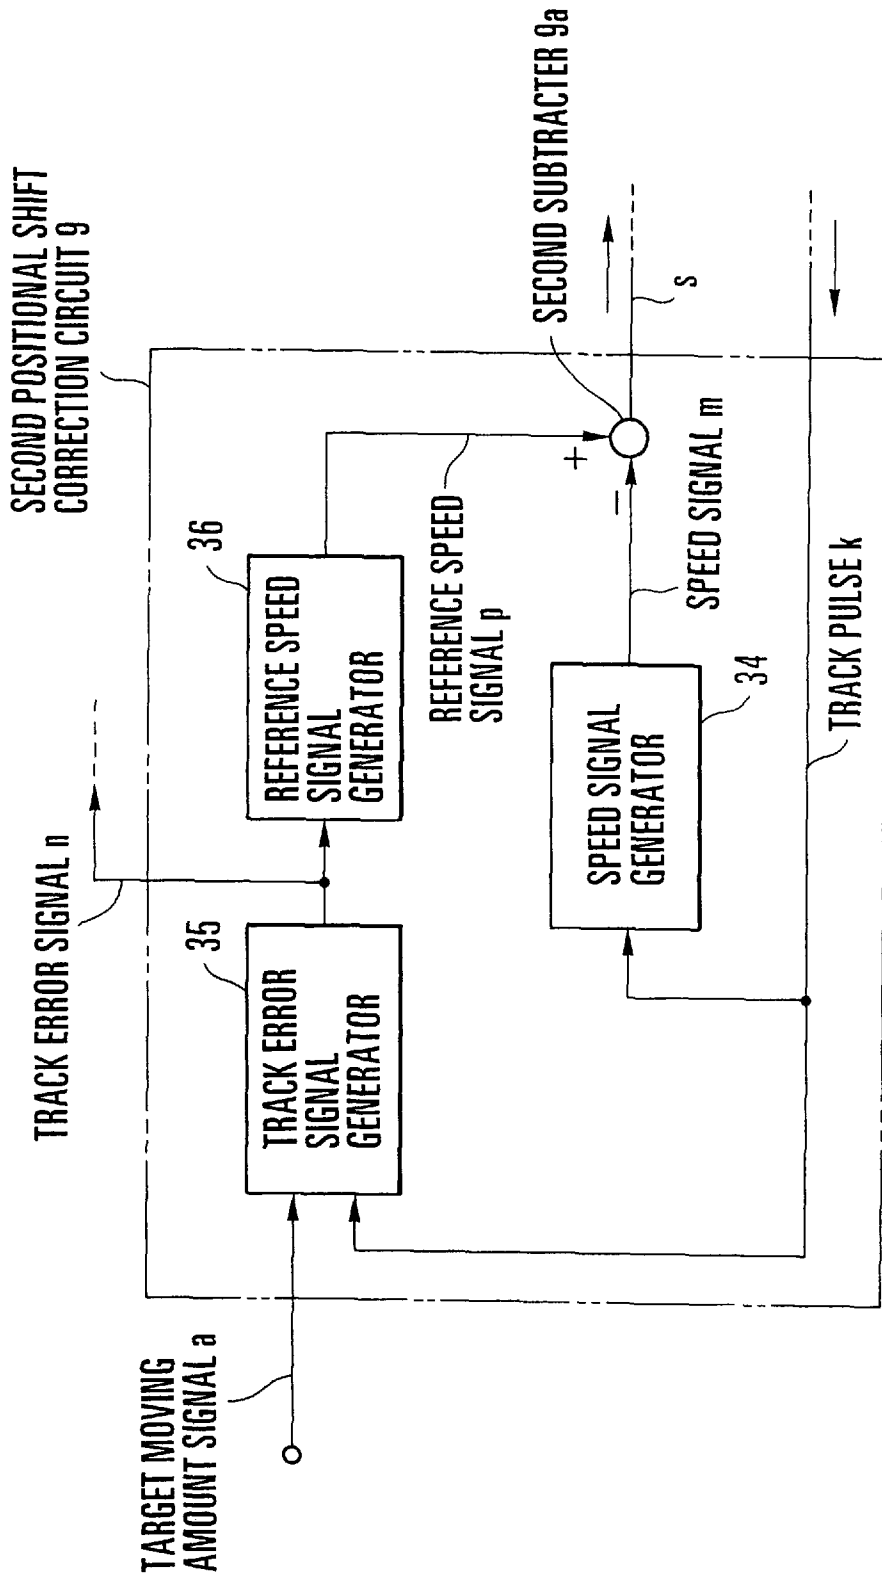 SECOND POSITIONAL SHIFT
CORRECTION CIRCUIT 9
TRACK ERROR SIGNAL n
TARGET MOVING
AMOUNT SIGNAL a
35
TRACK ERROR
SIGNAL
GENERATOR
36
REFERENCE SPEED
SIGNAL
GENERATOR
REFERENCE SPEED
SIGNAL p
SECOND SUBTRACTER 9a
+
−
s
SPEED SIGNAL
GENERATOR
34
SPEED SIGNAL m
TRACK PULSE k